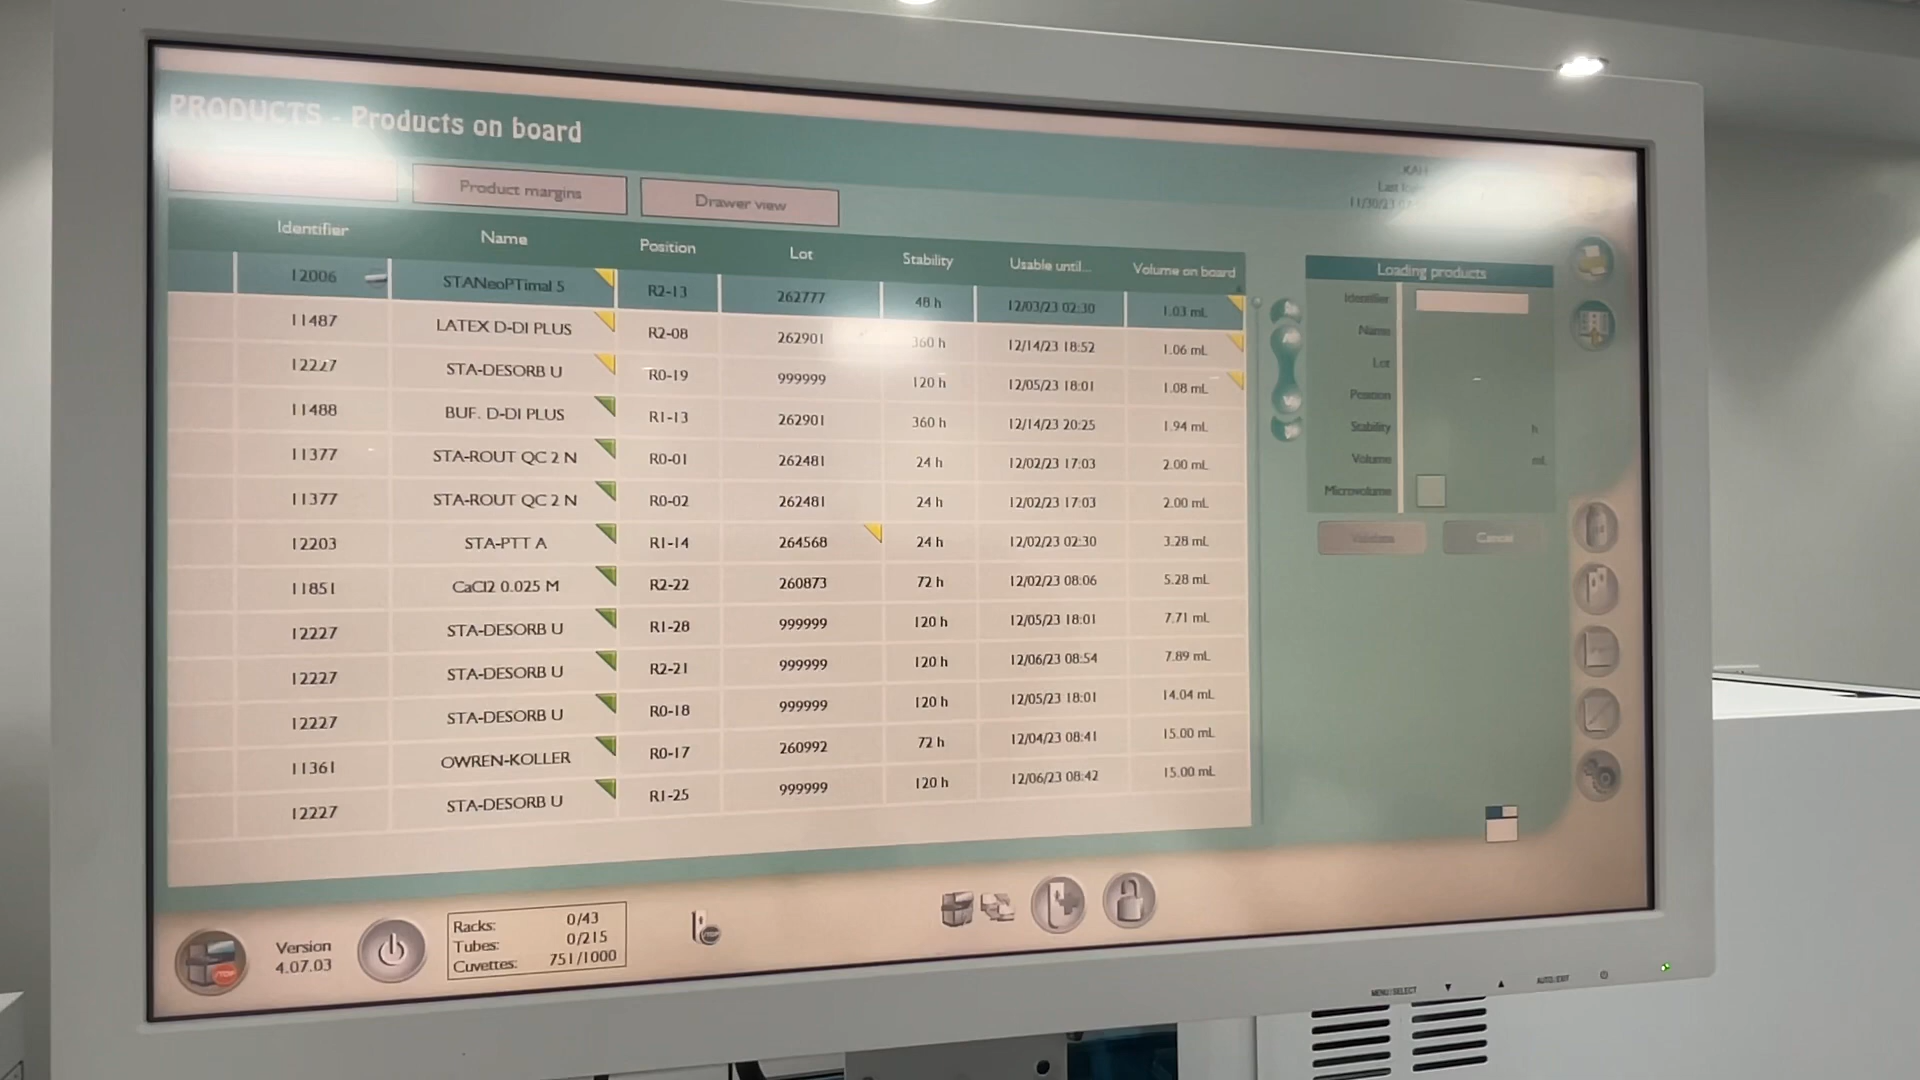 PRODUCTS - Products on board
Product margins
Drawer view
KAH
Identifier Name Position Lot Stability Usable until... Volume on board
12006 STANeoPTimal 5 R2-13 262777 48 h 12/03/23 02:30 1.03 mL
11487 LATEX D-DI PLUS R2-08 262901 360 h 12/14/23 18:52 1.06 mL
12227 STA-DESORB U R0-19 999999 120 h 12/05/23 18:01 1.08 mL
11488 BUF. D-DI PLUS R1-13 262901 360 h 12/14/23 20:25 1.94 mL
11377 STA-ROUT QC 2 N R0-01 262481 24 h 12/02/23 17:03 2.00 mL
11377 STA-ROUT QC 2 N R0-02 262481 24 h 12/02/23 17:03 2.00 mL
12203 STA-PTT A R1-14 264568 24 h 12/02/23 02:30 3.28 mL
11851 CaCl2 0.025 M R2-22 260873 72 h 12/02/23 08:06 5.28 mL
12227 STA-DESORB U R1-28 999999 120 h 12/05/23 18:01 7.71 mL
12227 STA-DESORB U R2-21 999999 120 h 12/06/23 08:54 7.89 mL
12227 STA-DESORB U R0-18 999999 120 h 12/05/23 18:01 14.04 mL
11361 OWREN-KOLLER R0-17 260992 72 h 12/04/23 08:41 15.00 mL
12227 STA-DESORB U R1-25 999999 120 h 12/06/23 08:42 15.00 mL
Loading products
Identifier
Name
Lot
Position
Stability h
Volume mL
Microvolume
Validate Cancel
Version
4.07.03
Racks: 0/43
Tubes: 0/215
Cuvettes: 751/1000
STOP
MENU/SELECT ▼ ▲ AUTO/EXIT